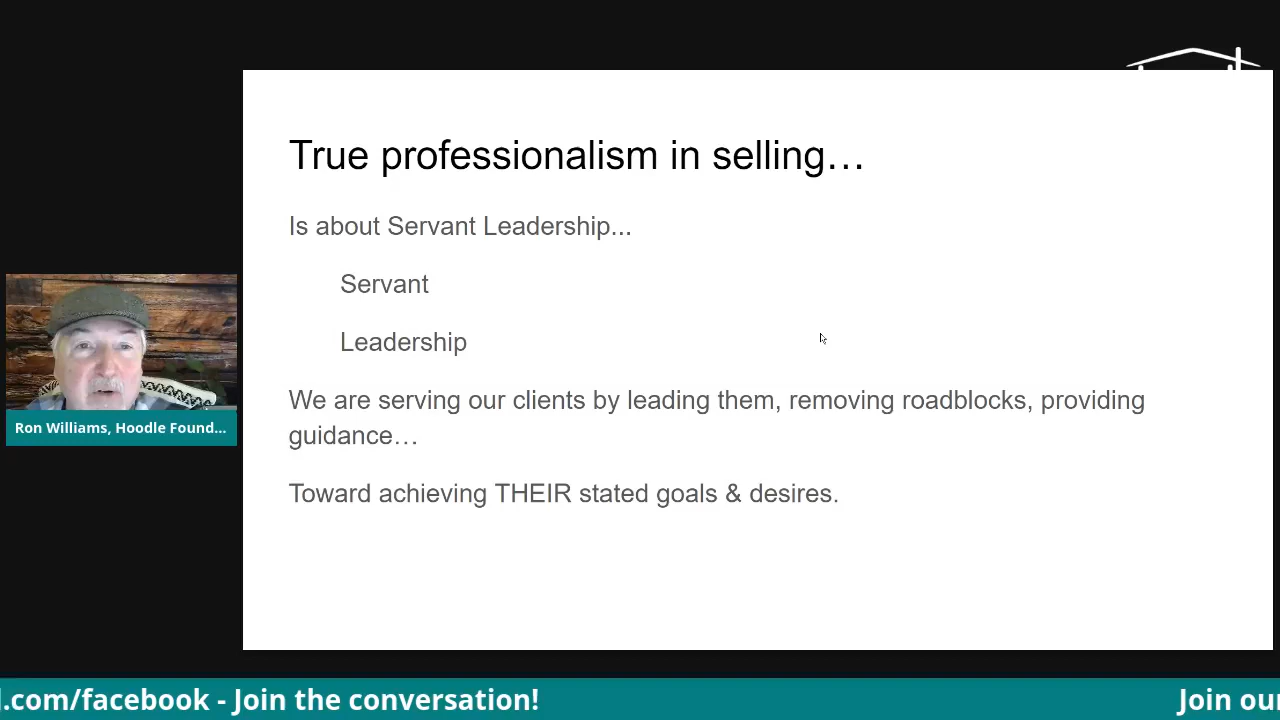 True professionalism in selling…
Is about Servant Leadership...
Servant
Leadership
We are serving our clients by leading them, removing roadblocks, providing
guidance…
Toward achieving THEIR stated goals & desires.
Ron Williams, Hoodle Found...
.com/facebook - Join the conversation!
Join